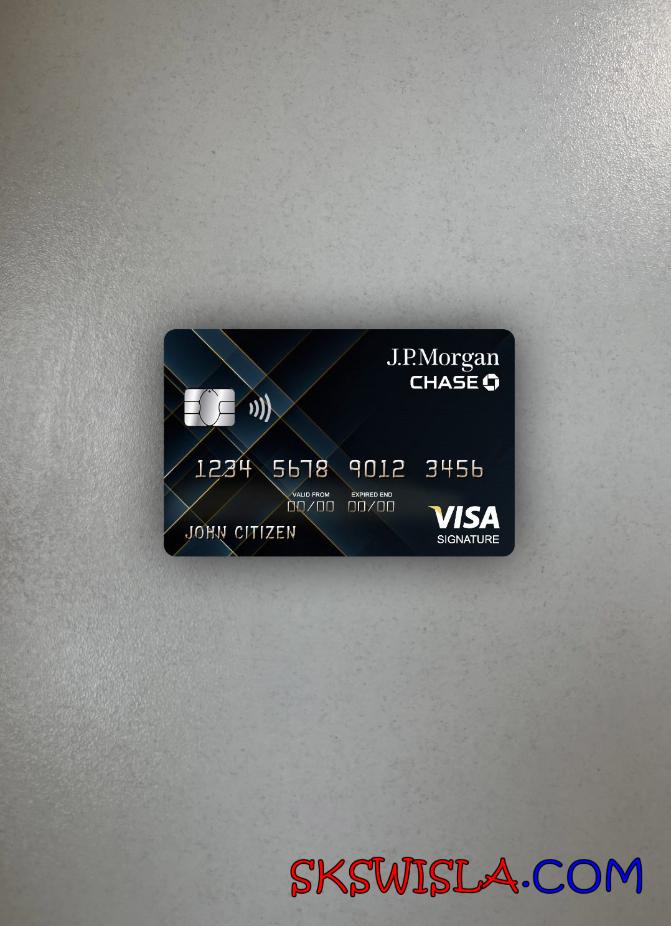 J.P.Morgan
CHASE
1234 5678 9012 3456
VALID FROM EXPIRED END
00/00 00/00
JOHN CITIZEN
VISA
SIGNATURE
SKSWISLA.COM